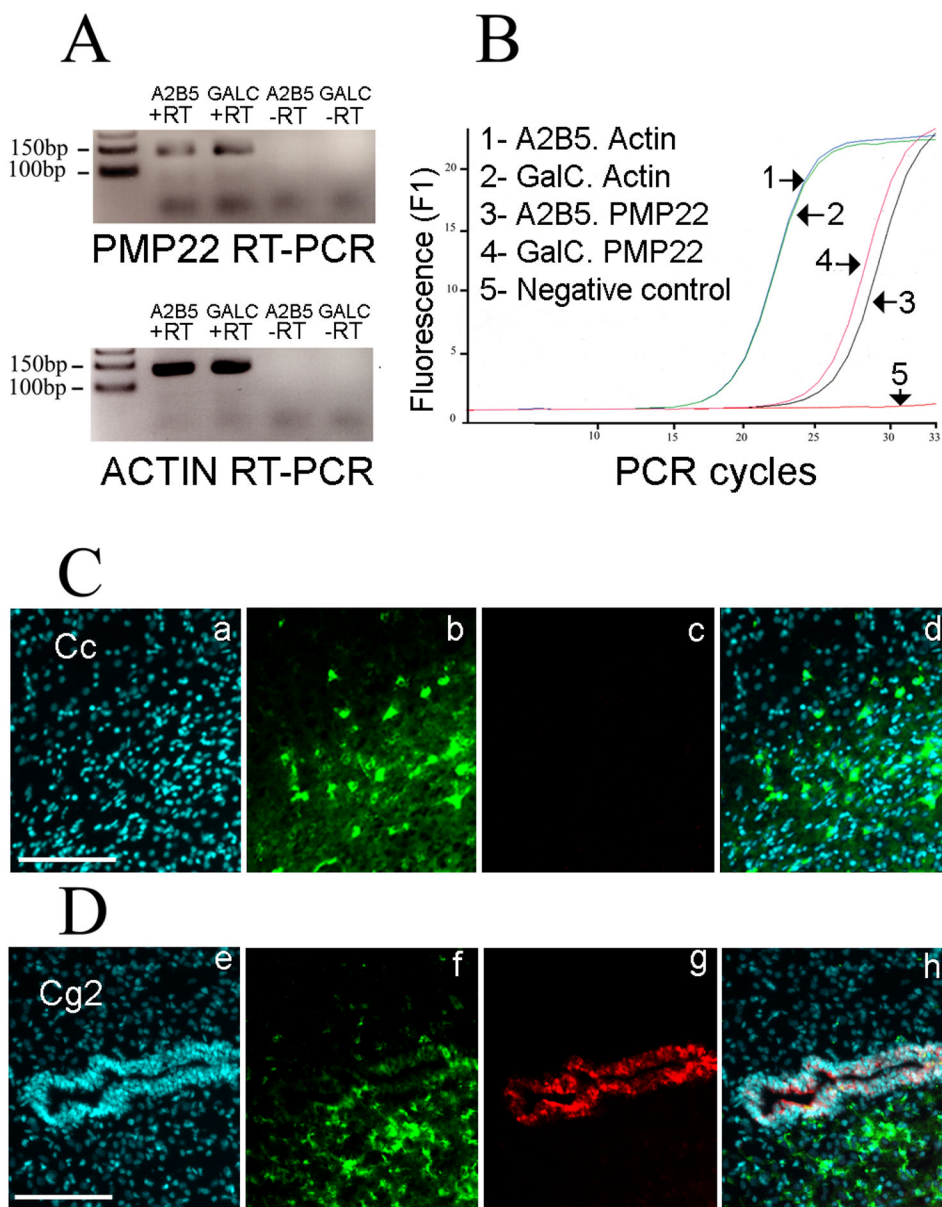 A
A2B5 GALC A2B5 GALC
+RT +RT -RT -RT
150bp
100bp
PMP22 RT-PCR
A2B5 GALC A2B5 GALC
+RT +RT -RT -RT
150bp
100bp
ACTIN RT-PCR
B
1- A2B5. Actin
2- GalC. Actin
3- A2B5. PMP22
4- GalC. PMP22
5- Negative control
Fluorescence (F1)
20
15
10
5
0
1
2
4
3
5
10 15 20 25 30 33
PCR cycles
C
Cc
a
b
c
d
D
Cg2
e
f
g
h